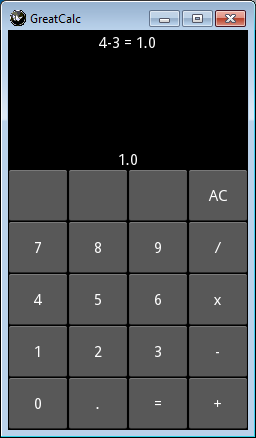 GreatCalc
4-3 = 1.0
1.0
AC
7 8 9 /
4 5 6 x
1 2 3 -
0 . = +